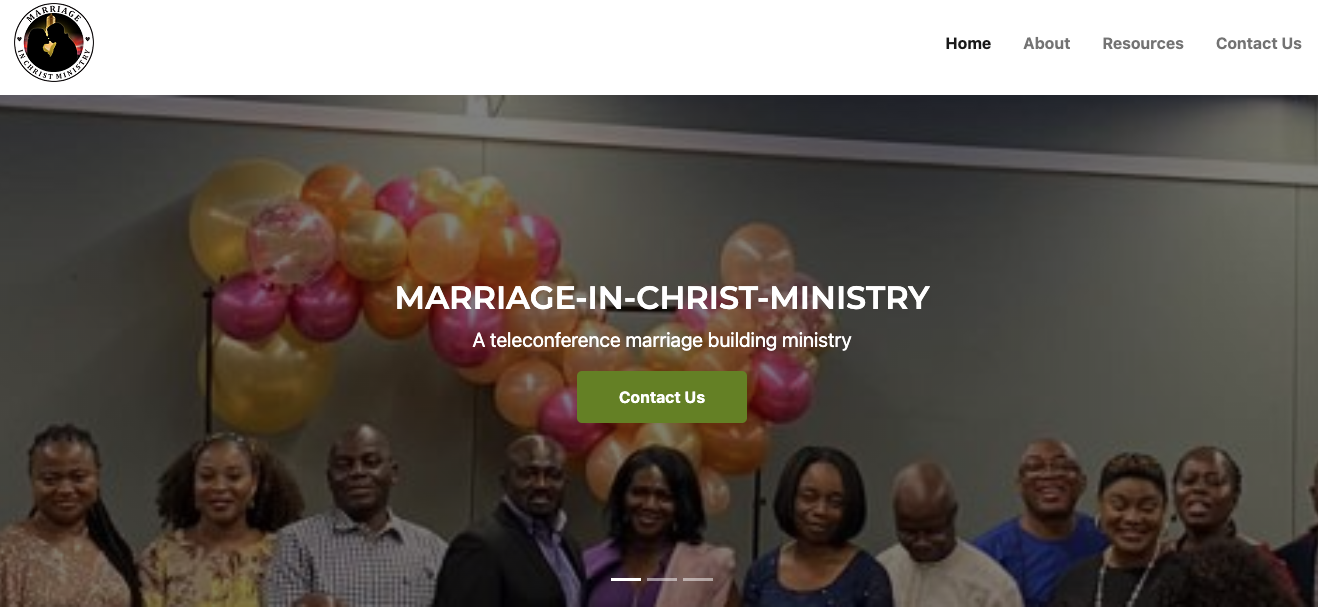 MARRIAGE
IN CHRIST MINISTRY
Home
About
Resources
Contact Us
MARRIAGE-IN-CHRIST-MINISTRY
A teleconference marriage building ministry
Contact Us